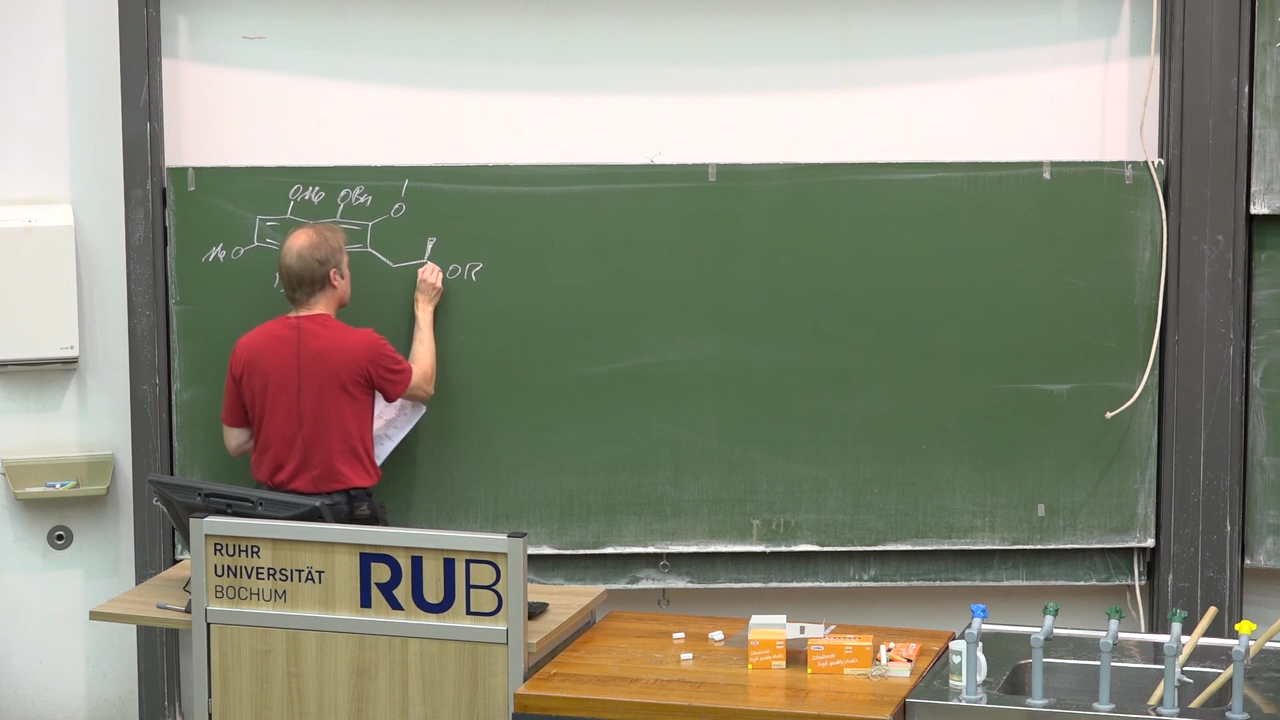 OMe OBn O
MeO
OR
RUHR
UNIVERSITÄT
BOCHUM
RUB